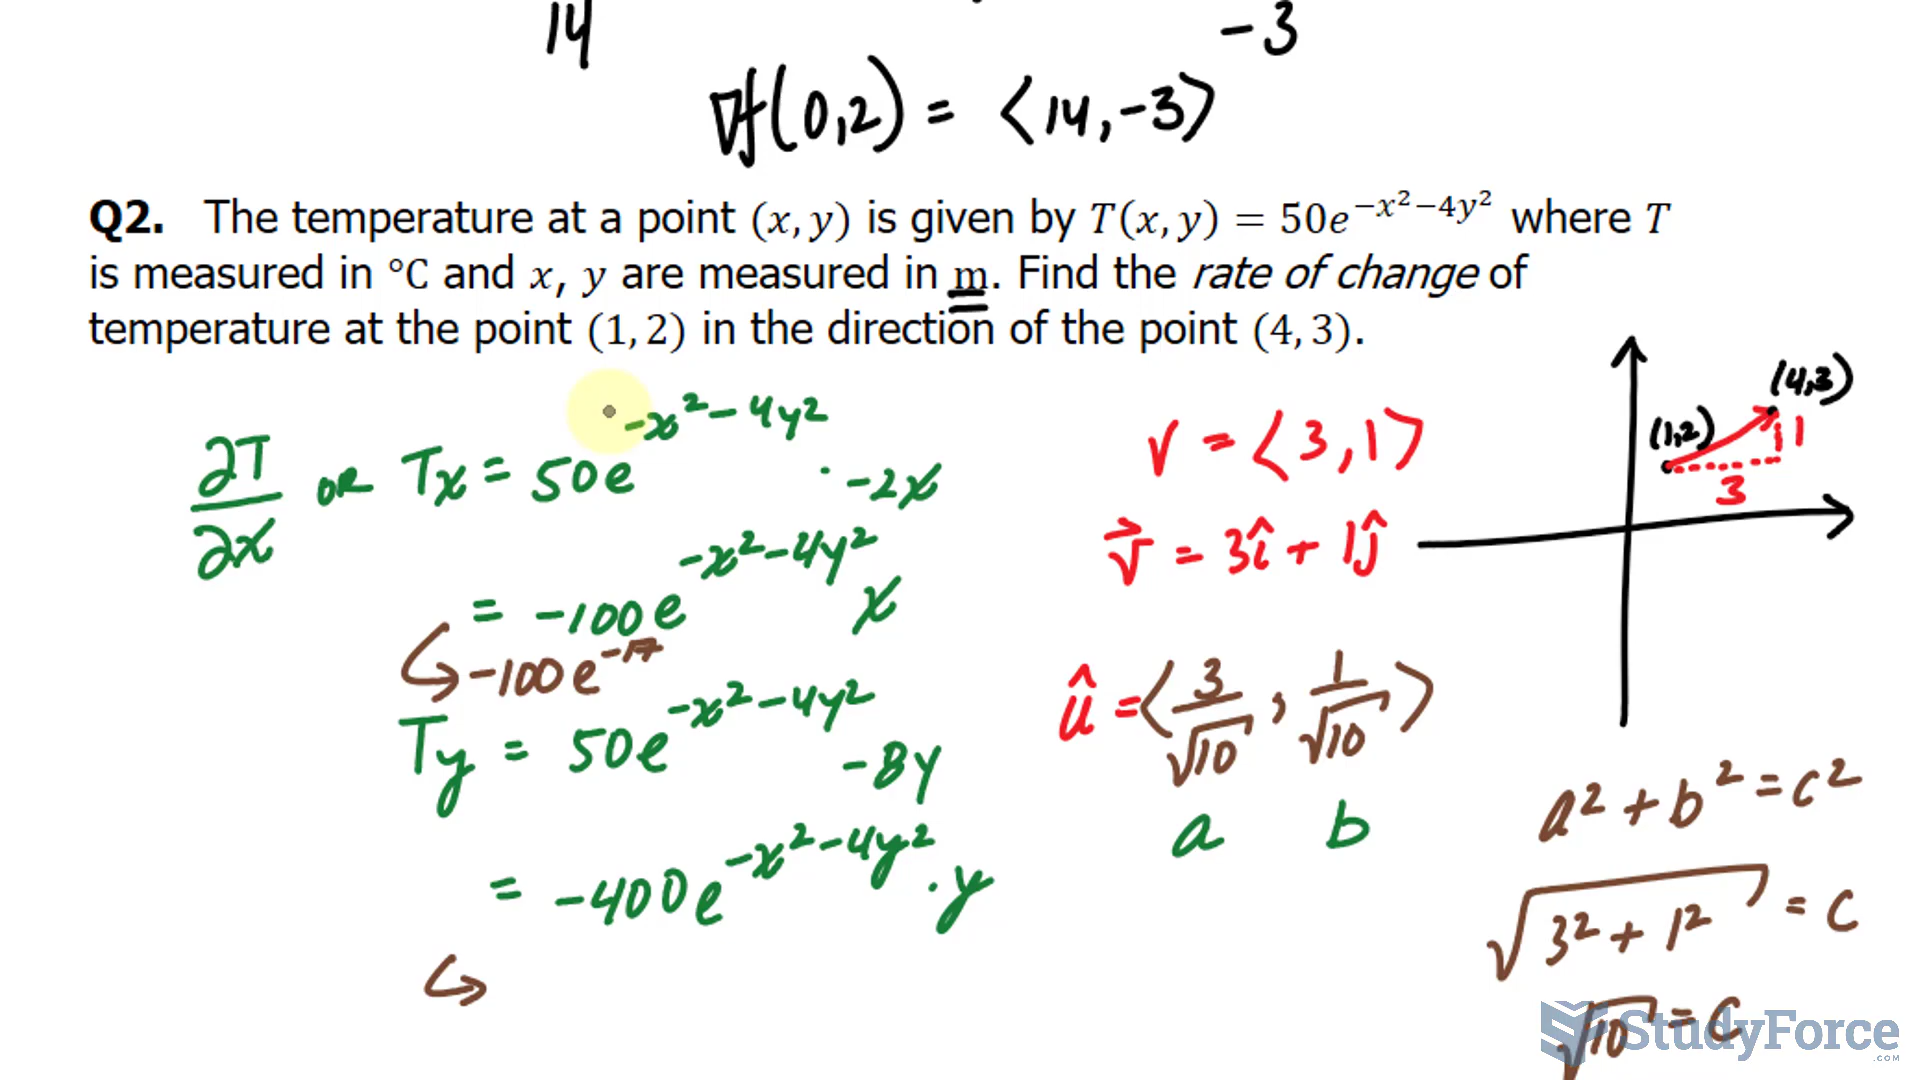 14
-3
∇f(0,2) = ⟨14,-3⟩
Q2. The temperature at a point (x, y) is given by T(x, y) = 50e^{-x²-4y²} where T
is measured in °C and x, y are measured in m. Find the rate of change of
temperature at the point (1, 2) in the direction of the point (4, 3).
∂T/∂x OR Tx = 50e^{-x²-4y²} · -2x
= -100e^{-x²-4y²} x
↪ -100e^{-17}
Ty = 50e^{-x²-4y²} -8y
= -400e^{-x²-4y²} · y
↪
v = ⟨3,1⟩
v⃗ = 3î + 1ĵ
û = ⟨3/√10, 1/√10⟩
a b
(4,3)
(1,2)
1
3
a² + b² = c²
√(3² + 1²) = c
√10 = c
StudyForce
.COM